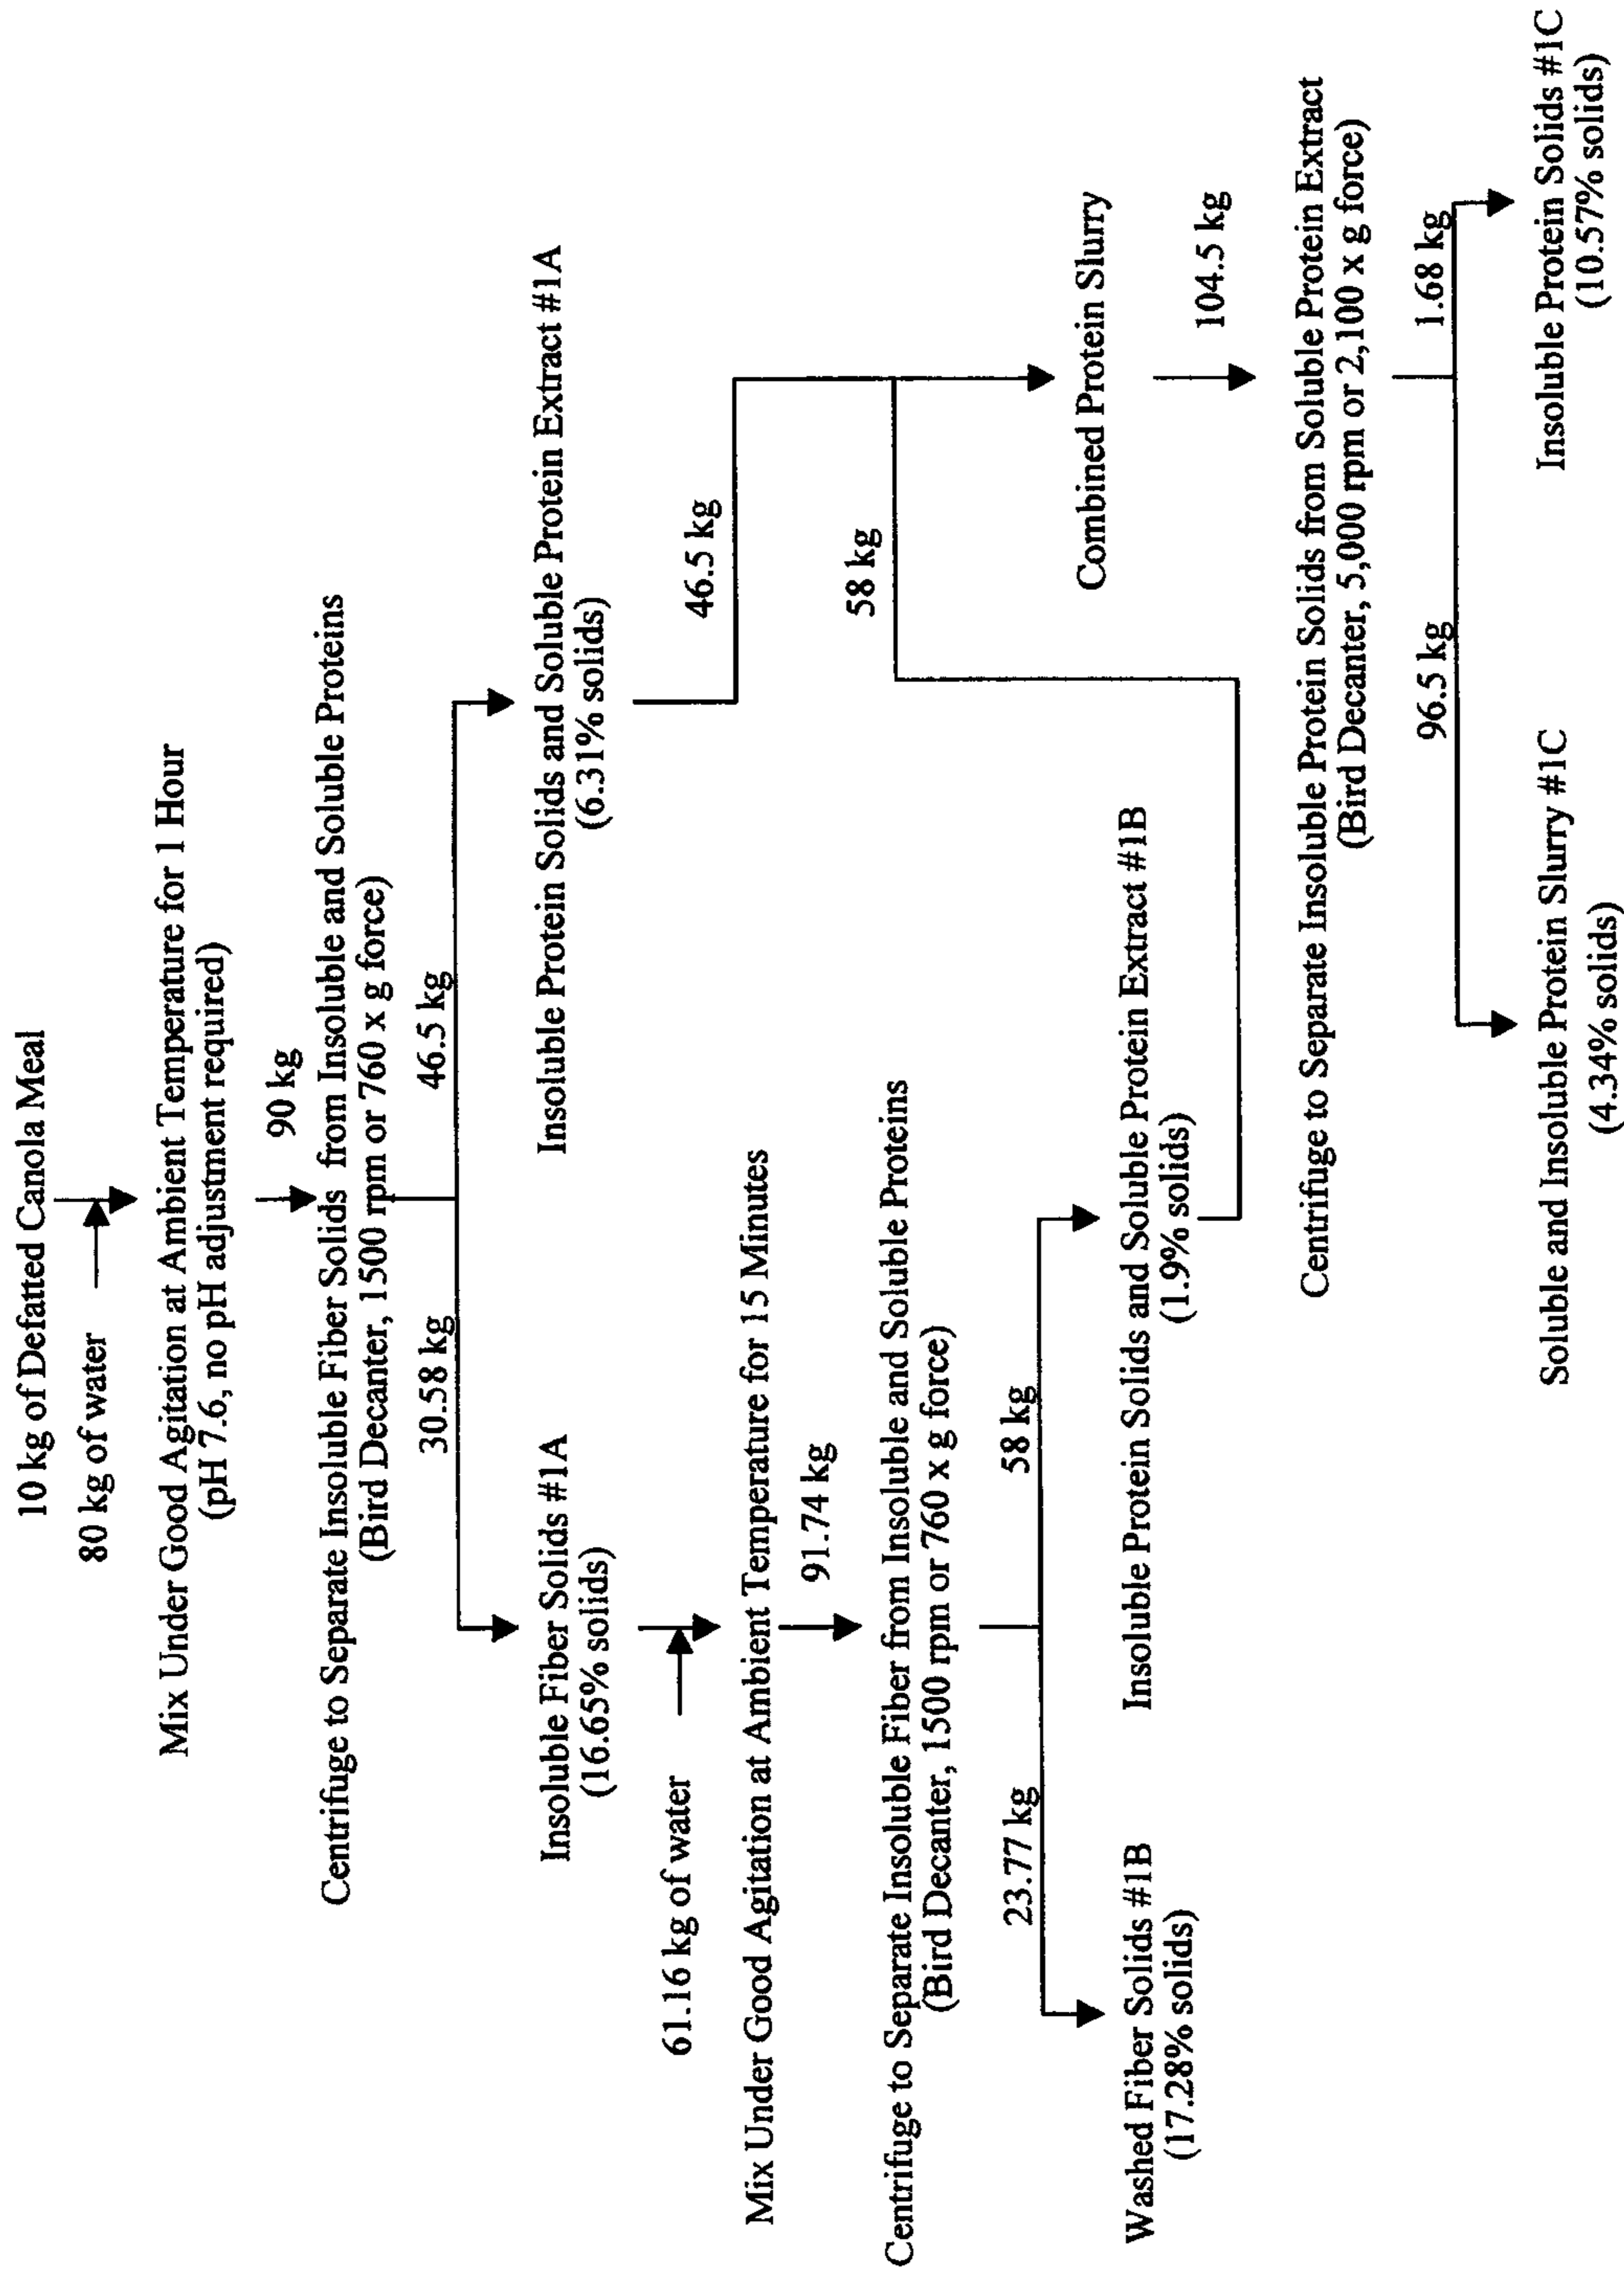 10 kg of Defatted Canola Meal
80 kg of water
Mix Under Good Agitation at Ambient Temperature for 1 Hour
(pH 7.6, no pH adjustment required)
90 kg
Centrifuge to Separate Insoluble Fiber Solids from Insoluble and Soluble Proteins
(Bird Decanter, 1500 rpm or 760 x g force)
30.58 kg
46.5 kg
Insoluble Fiber Solids #1A
(16.65% solids)
Insoluble Protein Solids and Soluble Protein Extract #1A
(6.31% solids)
61.16 kg of water
46.5 kg
Mix Under Good Agitation at Ambient Temperature for 15 Minutes
91.74 kg
58 kg
Centrifuge to Separate Insoluble Fiber from Insoluble and Soluble Proteins
(Bird Decanter, 1500 rpm or 760 x g force)
23.77 kg
58 kg
Combined Protein Slurry
Washed Fiber Solids #1B
(17.28% solids)
Insoluble Protein Solids and Soluble Protein Extract #1B
(1.9% solids)
104.5 kg
Centrifuge to Separate Insoluble Protein Solids from Soluble Protein Extract
(Bird Decanter, 5,000 rpm or 2,100 x g force)
96.5 kg
1.68 kg
Soluble and Insoluble Protein Slurry #1C
(4.34% solids)
Insoluble Protein Solids #1C
(10.57% solids)